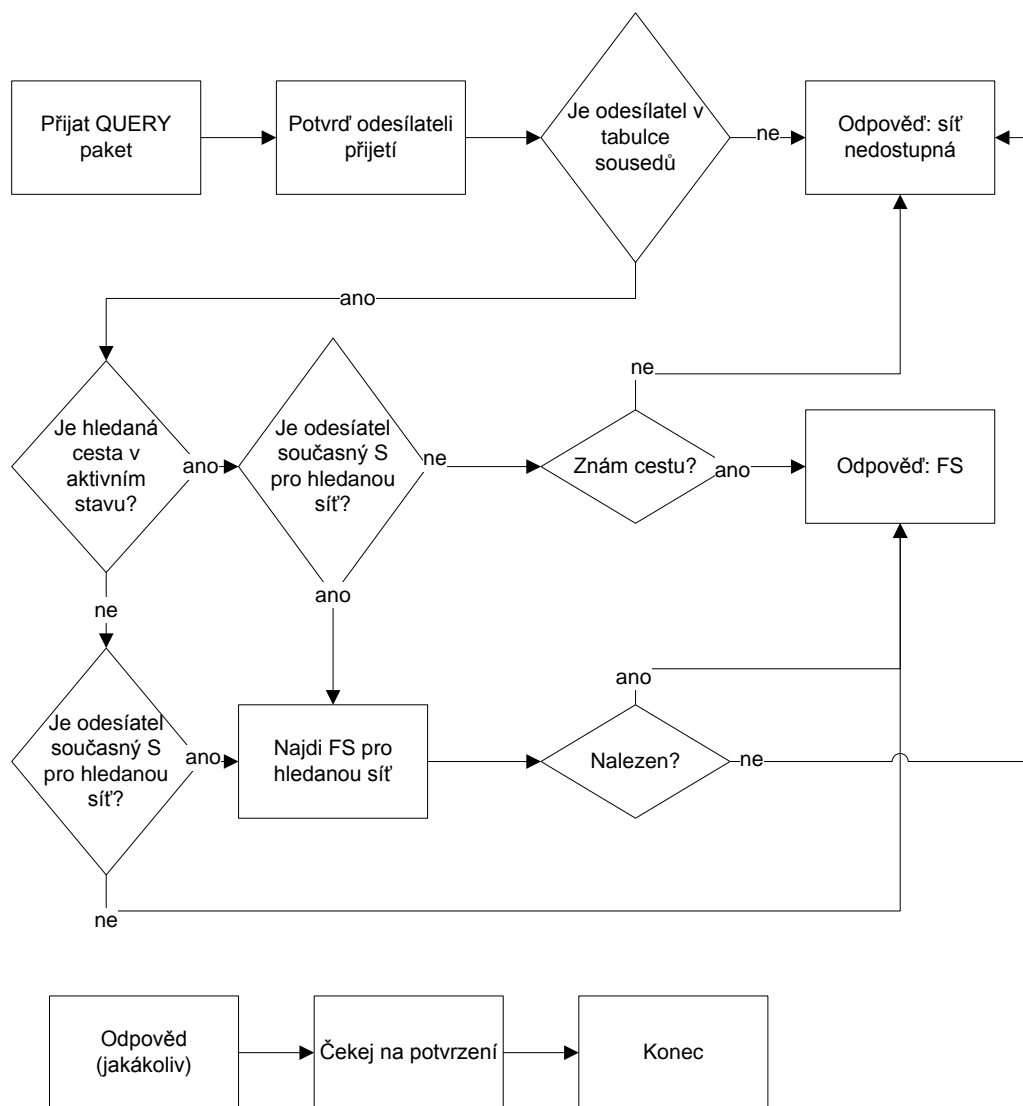 Přijat QUERY
paket
Potvrď odesílateli
přijetí
Je odesílatel v
tabulce
sousedů
ne
Odpověď: síť
nedostupná
ano
Je hledaná
cesta v
aktivním
stavu?
ano
Je odesíatel
současný S
pro hledanou
síť?
ne
Znám cestu?
ne
ano
Odpověď: FS
ne
ano
Je odesíatel
současný S
pro hledanou
síť?
ano
Najdi FS pro
hledanou síť
Nalezen?
ano
ne
ne
Odpověd
(jakákoliv)
Čekej na potvrzení
Konec